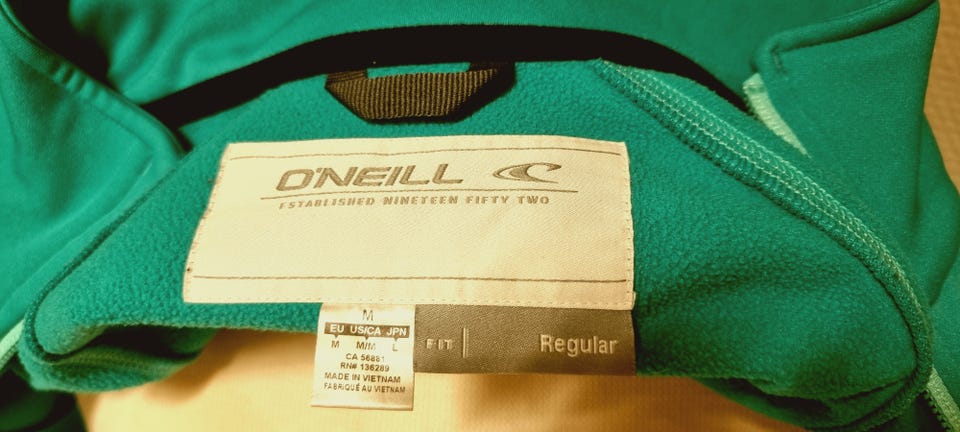 O'NEILL
ESTABLISHED NINETEEN FIFTY TWO
M
EU US/CA JPN
M M/M L
CA 56881
RN# 136289
MADE IN VIETNAM
FABRIQUÉ AU VIETNAM
FIT | Regular